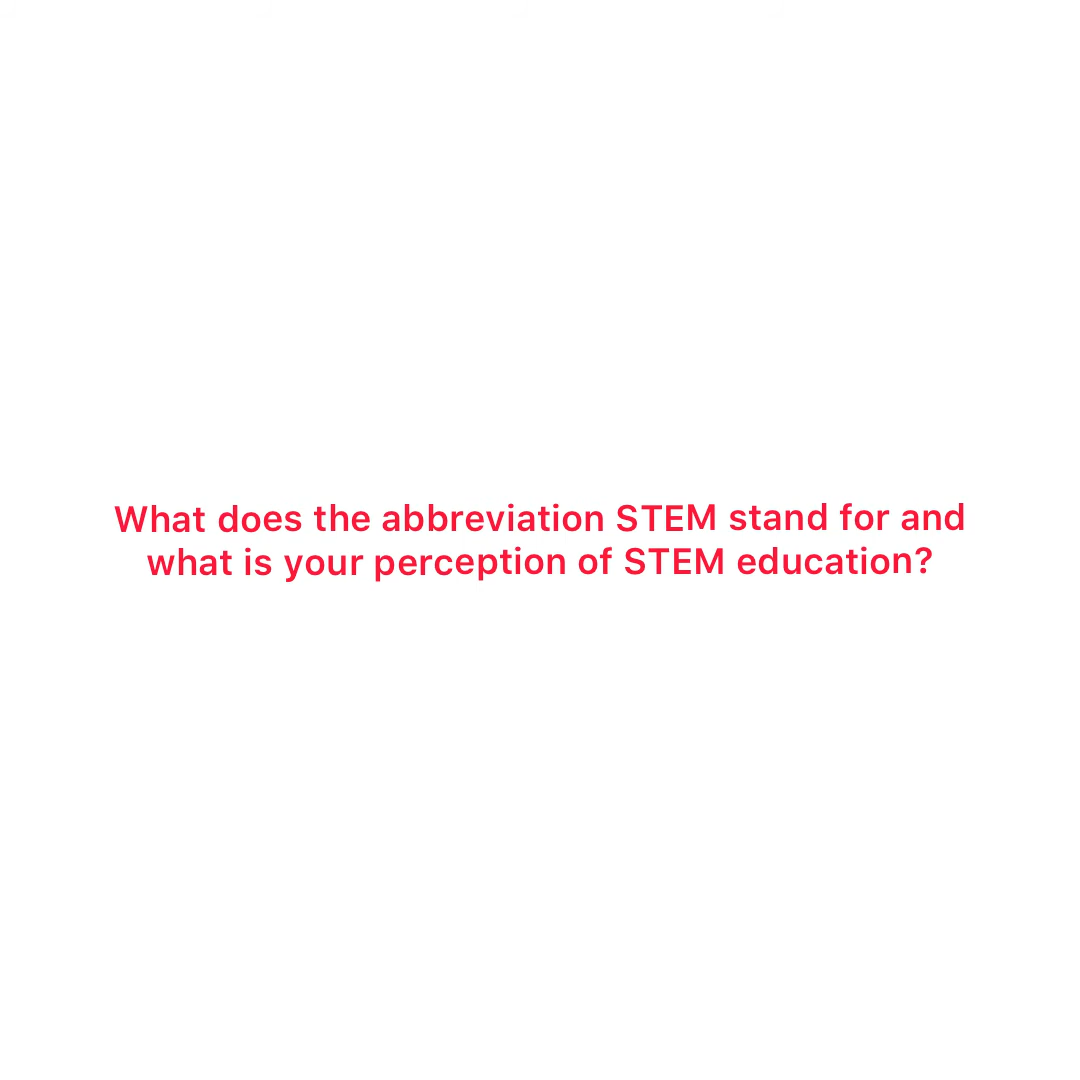 What does the abbreviation STEM stand for and
what is your perception of STEM education?